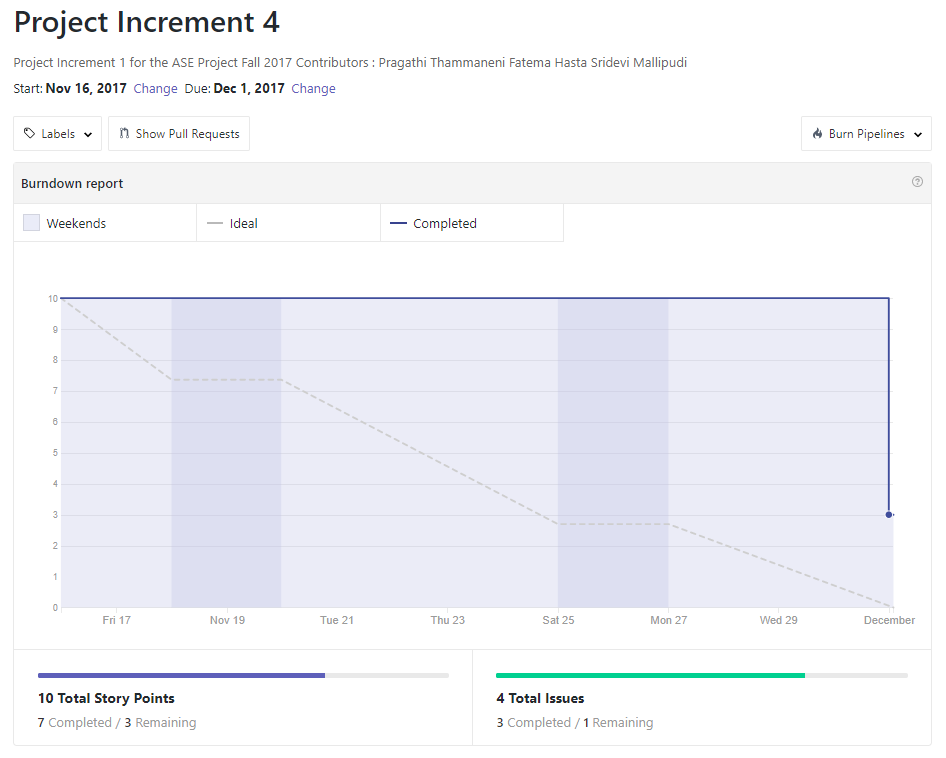 Project Increment 4
Project Increment 1 for the ASE Project Fall 2017 Contributors : Pragathi Thammaneni Fatema Hasta Sridevi Mallipudi
Start: Nov 16, 2017 Change Due: Dec 1, 2017 Change
Labels Show Pull Requests Burn Pipelines
Burndown report ?
Weekends Ideal Completed
10
9
8
7
6
5
4
3
2
1
0
Fri 17 Nov 19 Tue 21 Thu 23 Sat 25 Mon 27 Wed 29 December
10 Total Story Points 4 Total Issues
7 Completed / 3 Remaining 3 Completed / 1 Remaining